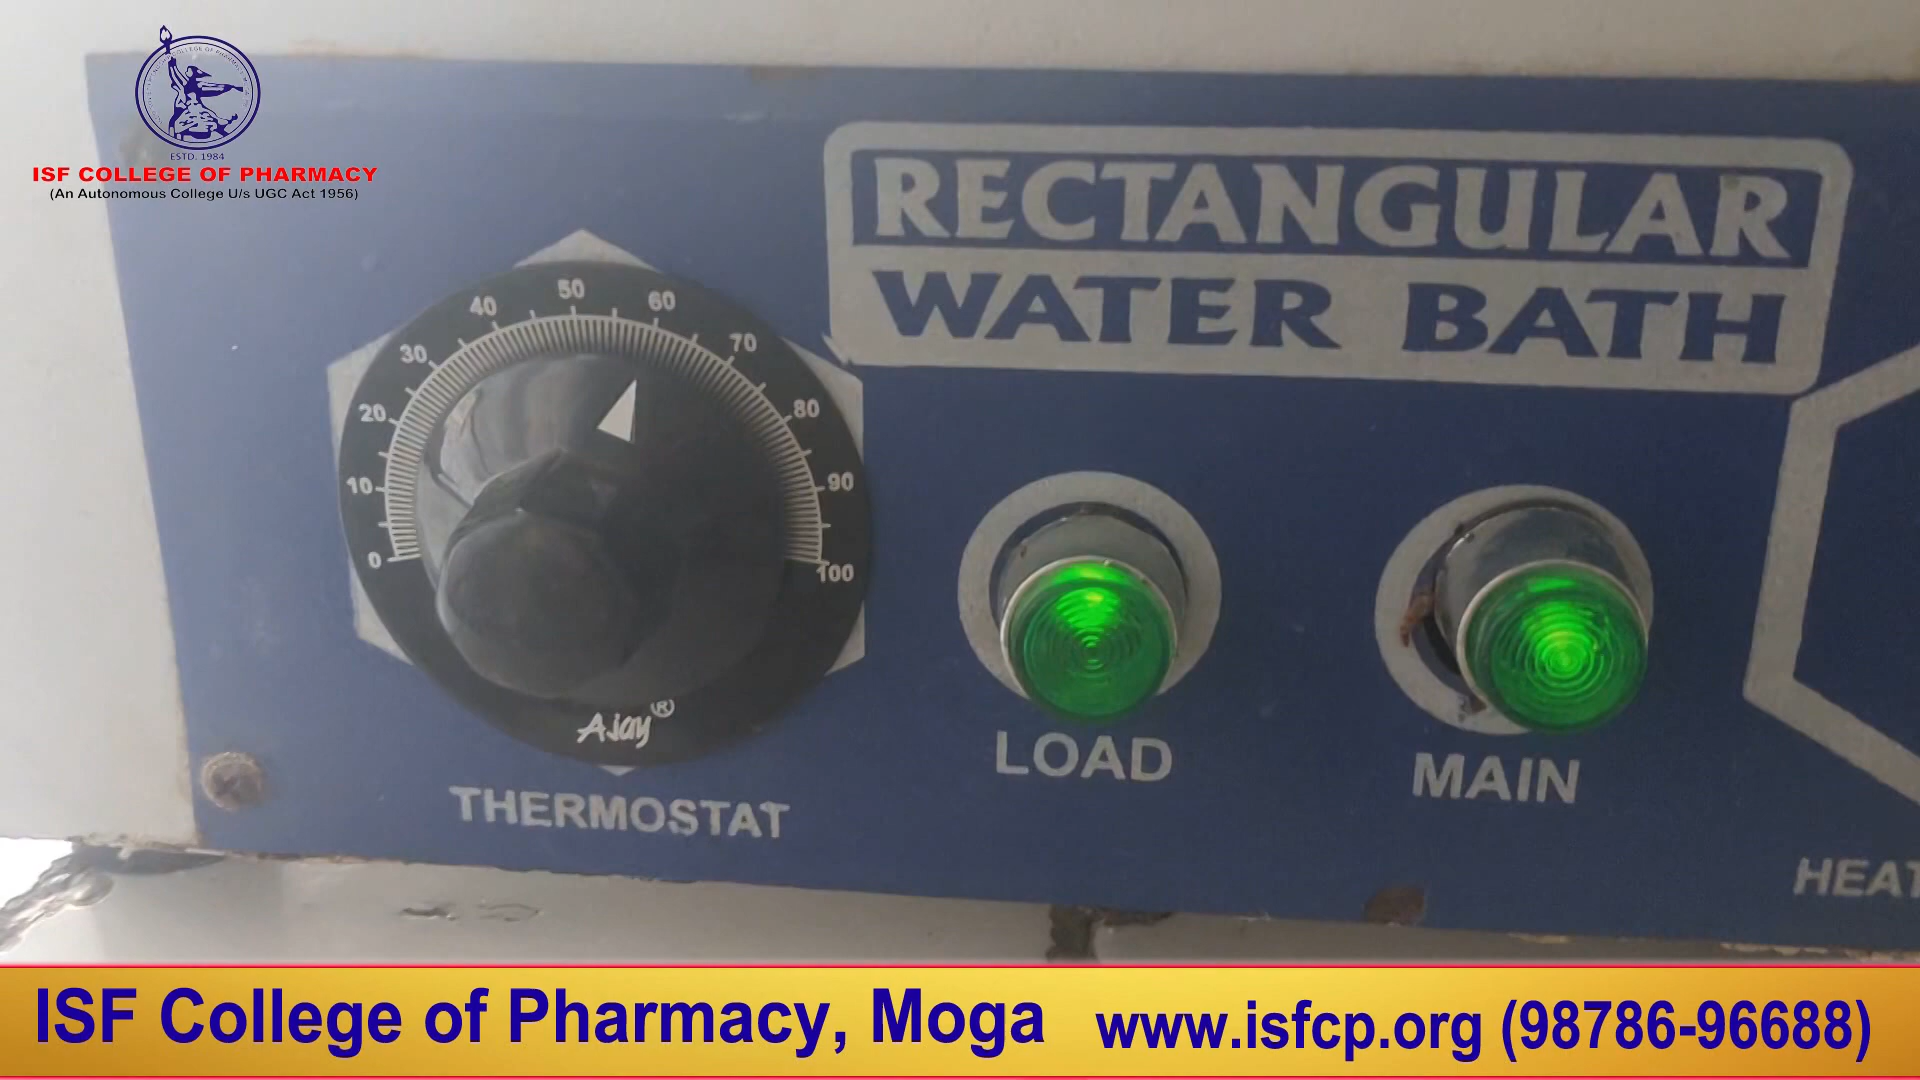 ESTD. 1984
ISF COLLEGE OF PHARMACY
(An Autonomous College U/s UGC Act 1956)
RECTANGULAR
WATER BATH
0 10 20 30 40 50 60 70 80 90 100
Ajay®
THERMOSTAT
LOAD
MAIN
HEAT
ISF College of Pharmacy, Moga
www.isfcp.org (98786-96688)